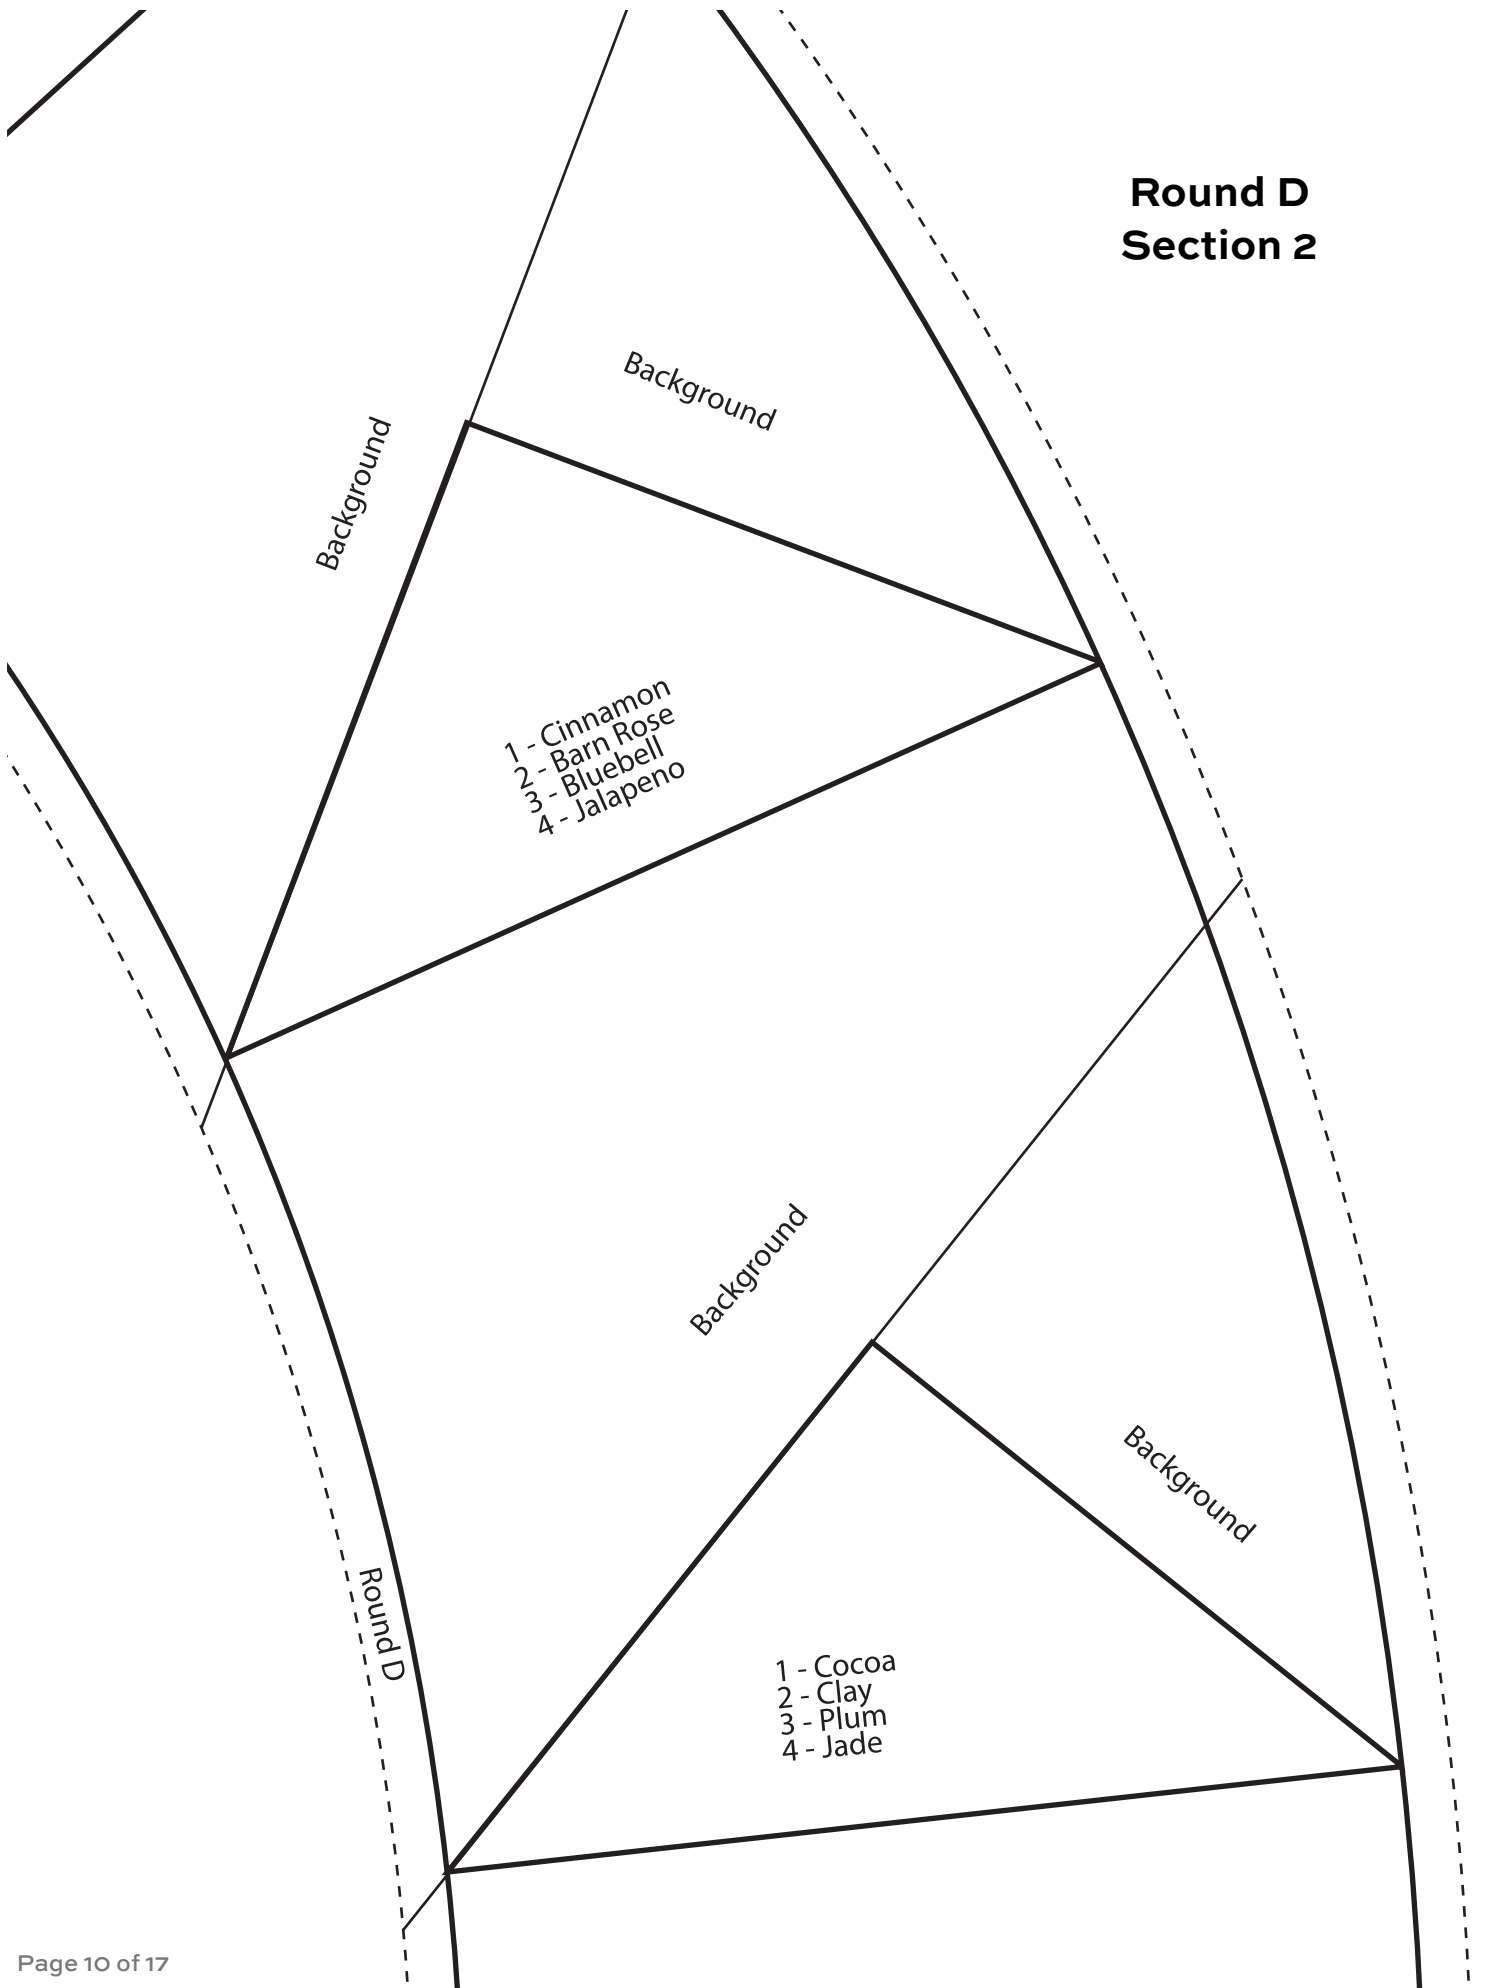 Round D
Section 2
Background
Background
1 - Cinnamon
2 - Barn Rose
3 - Bluebell
4 - Jalapeno
Background
Background
Round D
1 - Cocoa
2 - Clay
3 - Plum
4 - Jade
Page 10 of 17